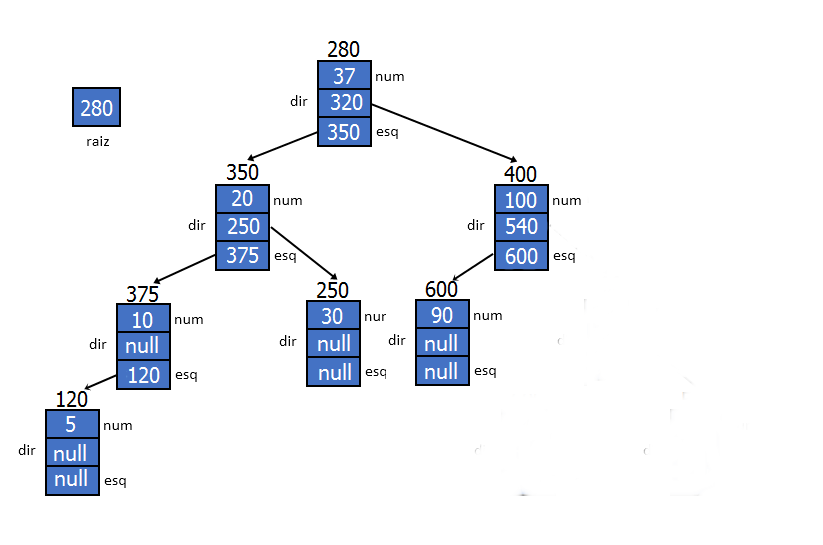 280
37 num
280
dir 320
350 esq
raiz
350
400
20 num
100 num
dir 250
dir 540
375 esq
600 esq
375
250
600
10 num
30 nur
90 num
dir null
dir null
dir null
120 esq
null esq
null esq
120
5 num
dir null
null esq